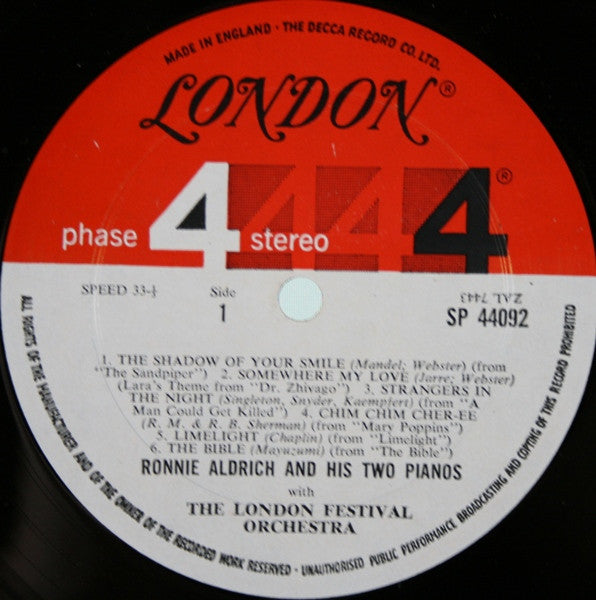 MADE IN ENGLAND · THE DECCA RECORD CO. LTD.
LONDON®
phase 4 stereo 4 4 4®
SPEED 33-⅓
Side
1
ZAL 7443
SP 44092
1. THE SHADOW OF YOUR SMILE (Mandel; Webster) (from
"The Sandpiper") 2. SOMEWHERE MY LOVE (Jarre; Webster)
(Lara's Theme from "Dr. Zhivago") 3. STRANGERS IN
THE NIGHT (Singleton, Snyder, Kaempfert) (from "A
Man Could Get Killed") 4. CHIM CHIM CHER-EE
(R. M. & R. B. Sherman) (from "Mary Poppins")
5. LIMELIGHT (Chaplin) (from "Limelight")
6. THE BIBLE (Mayuzumi) (from "The Bible")
RONNIE ALDRICH AND HIS TWO PIANOS
with
THE LONDON FESTIVAL
ORCHESTRA
ALL RIGHTS OF THE MANUFACTURER AND OF THE OWNER OF THE RECORDED WORK RESERVED · UNAUTHORISED PUBLIC PERFORMANCE BROADCASTING AND COPYING OF THIS RECORD PROHIBITED